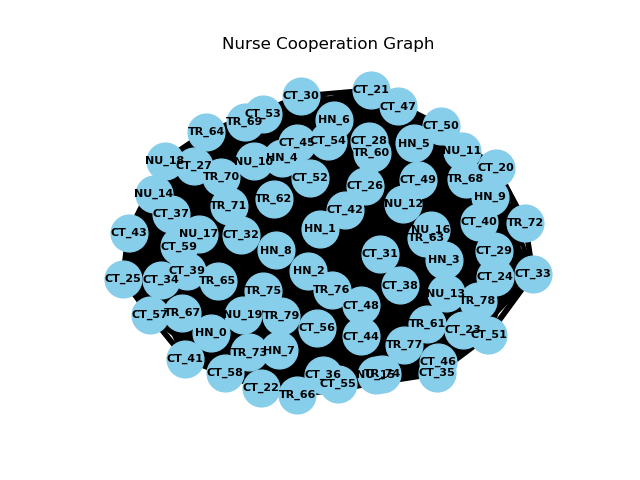 Nurse Cooperation Graph
CT_21
CT_30
CT_47
CT_53
HN_6
TR_69
CT_50
TR_64
CT_28
CT_54
CT_45
HN_5
NU_11
TR_60
HN_4
NU_18
NU_10
CT_27
CT_20
TR_70
CT_52
CT_49
TR_68
CT_26
NU_14
HN_9
TR_62
NU_12
TR_71
CT_42
CT_37
CT_40
TR_72
HN_1
NU_16
CT_43
NU_17
CT_32
TR_63
CT_59
HN_8
CT_29
CT_31
HN_3
CT_39
HN_2
CT_33
CT_24
CT_25
CT_34
TR_65
CT_38
TR_75
TR_76
NU_13
TR_78
CT_48
TR_67
CT_57
NU_19
TR_79
TR_61
CT_56
CT_23
HN_0
CT_51
CT_44
TR_77
HN_7
TR_73
CT_41
CT_46
CT_58
CT_36
CT_35
TR_74
CT_55
CT_22
TR_66